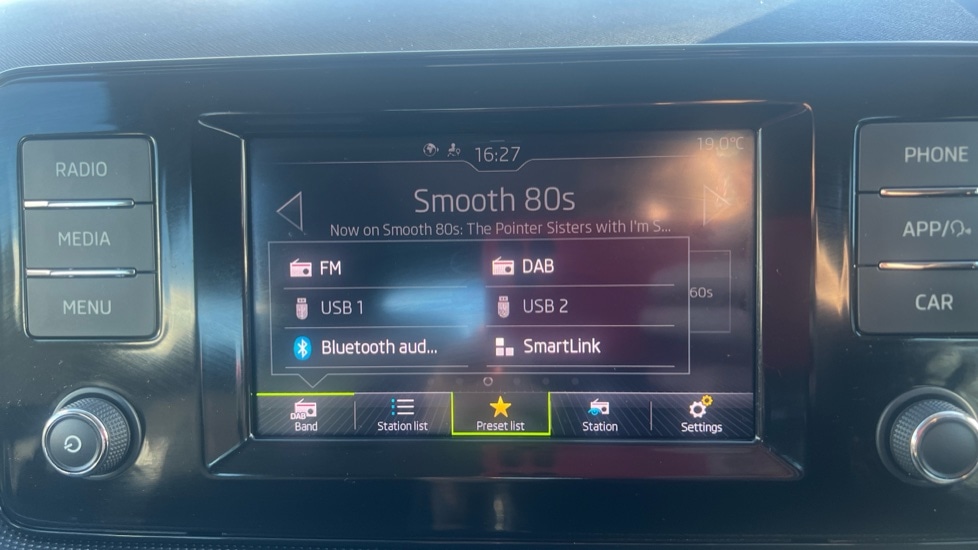 RADIO
MEDIA
MENU
16:27
19.0°C
Smooth 80s
Now on Smooth 80s: The Pointer Sisters with I'm S...
FM
DAB
USB 1
USB 2
60s
Bluetooth aud...
SmartLink
DAB
Band
Station list
Preset list
Station
Settings
PHONE
APP/
CAR